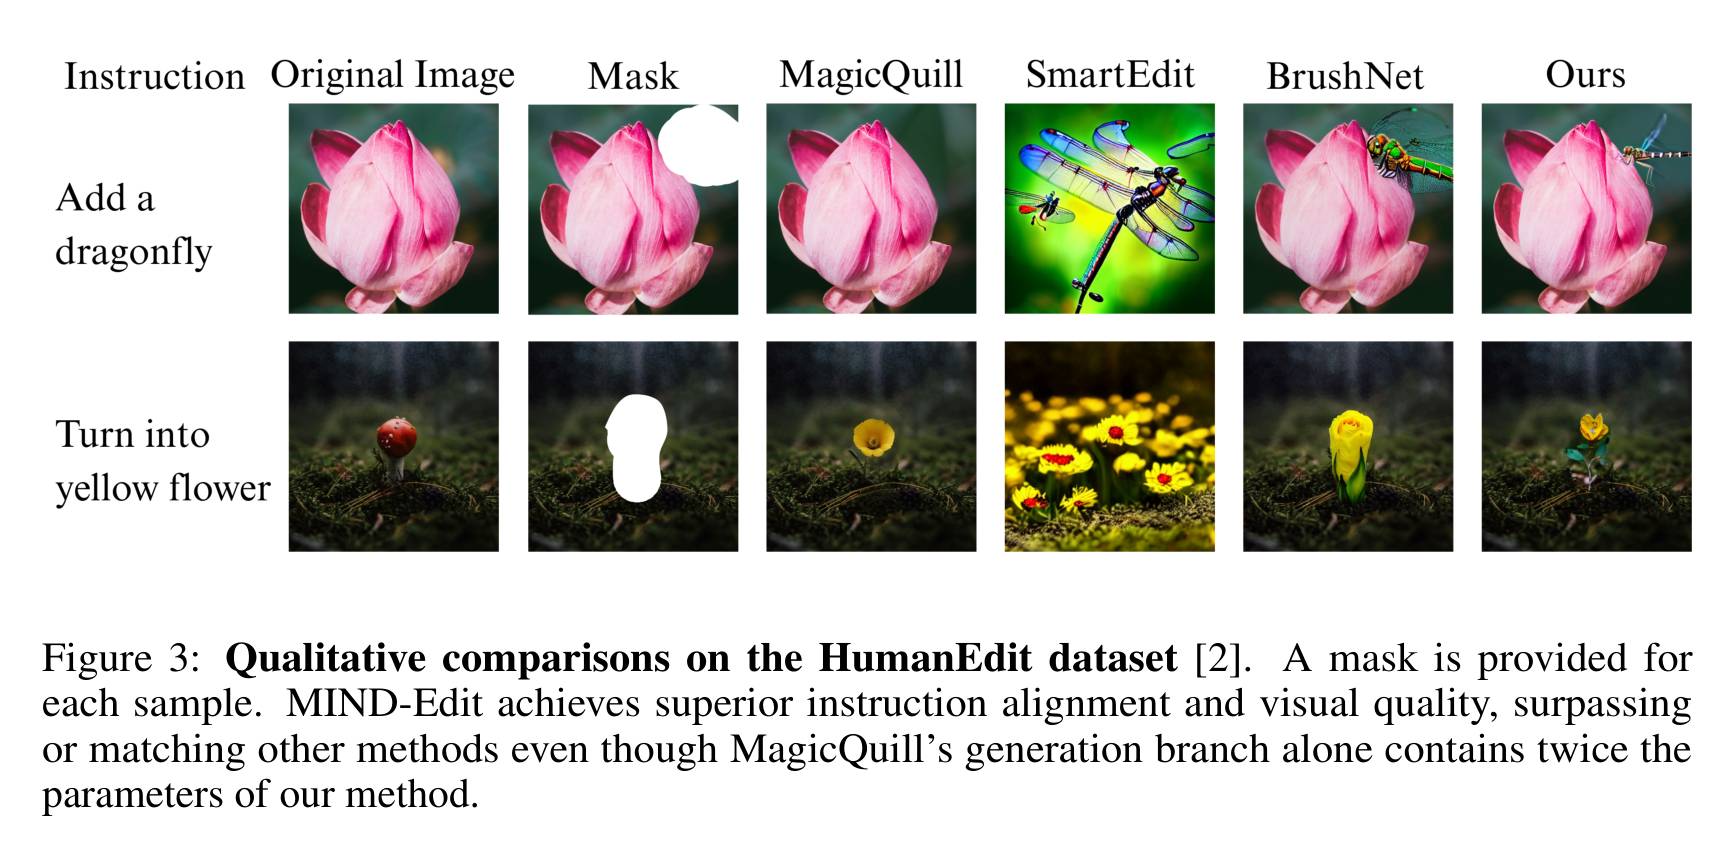 Instruction Original Image Mask MagicQuill SmartEdit BrushNet Ours
Add a
dragonfly
Turn into
yellow flower
Figure 3: Qualitative comparisons on the HumanEdit dataset [2]. A mask is provided for
each sample. MIND-Edit achieves superior instruction alignment and visual quality, surpassing
or matching other methods even though MagicQuill’s generation branch alone contains twice the
parameters of our method.